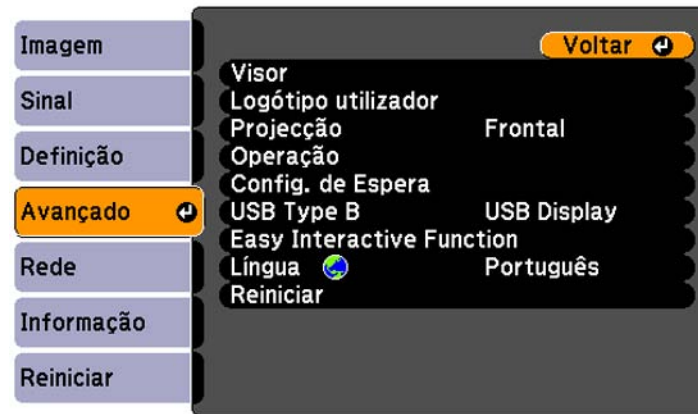 Imagem
Sinal
Definição
Avançado
Rede
Informação
Reiniciar
Voltar
Visor
Logótipo utilizador
Projecção Frontal
Operação
Config. de Espera
USB Type B USB Display
Easy Interactive Function
Língua Português
Reiniciar